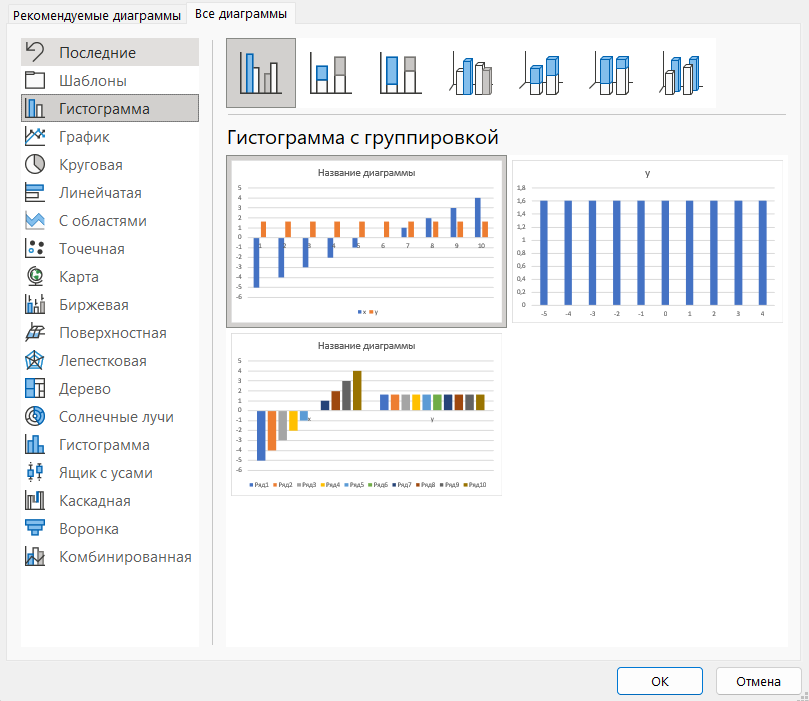 Рекомендуемые диаграммы
Все диаграммы
Последние
Шаблоны
Гистограмма
График
Круговая
Линейчатая
С областями
Точечная
Карта
Биржевая
Поверхностная
Лепестковая
Дерево
Солнечные лучи
Гистограмма
Ящик с усами
Каскадная
Воронка
Комбинированная
Гистограмма с группировкой
Название диаграммы
5
4
3
2
1
0
-1
-2
-3
-4
-5
-6
1 2 3 4 5 6 7 8 9 10
x y
y
1,8
1,6
1,4
1,2
1
0,8
0,6
0,4
0,2
0
-5 -4 -3 -2 -1 0 1 2 3 4
Название диаграммы
5
4
3
2
1
0
-1
-2
-3
-4
-5
-6
x y
Ряд1 Ряд2 Ряд3 Ряд4 Ряд5 Ряд6 Ряд7 Ряд8 Ряд9 Ряд10
ОК
Отмена